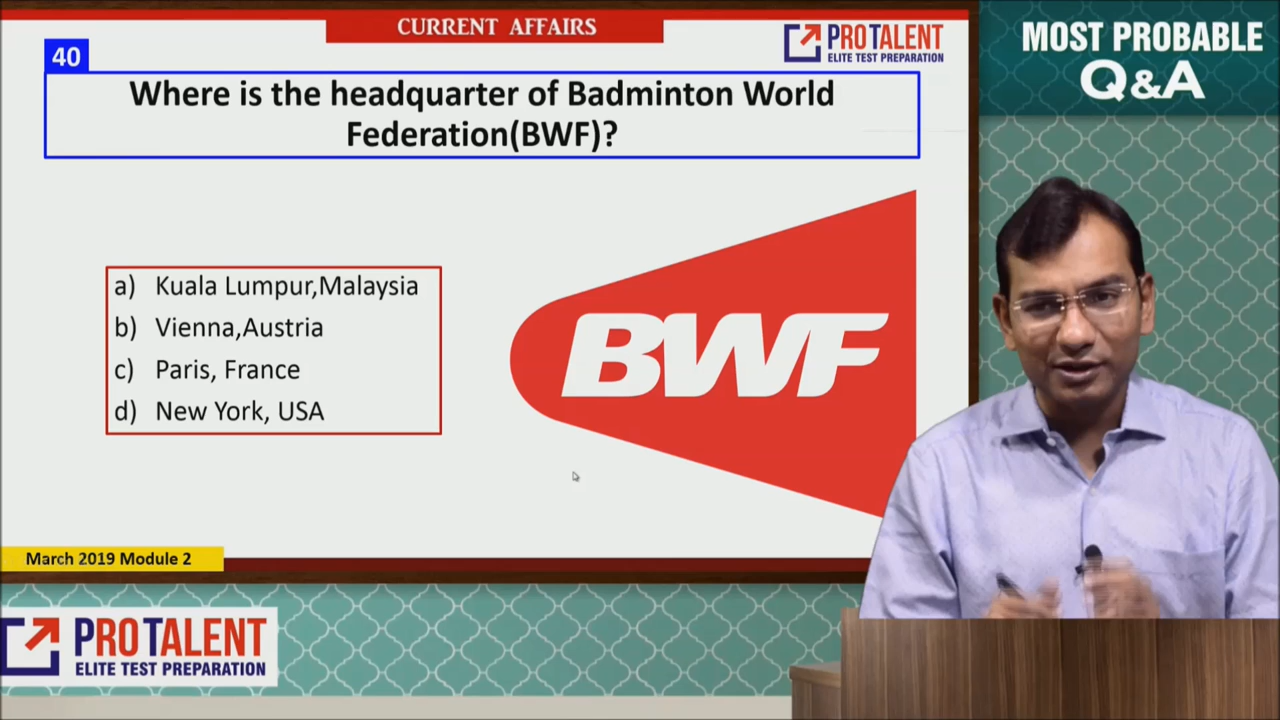 CURRENT AFFAIRS
PROTALENT
ELITE TEST PREPARATION
MOST PROBABLE
Q&A
40
Where is the headquarter of Badminton World
Federation(BWF)?
a) Kuala Lumpur,Malaysia
b) Vienna,Austria
c) Paris, France
d) New York, USA
BWF
March 2019 Module 2
PROTALENT
ELITE TEST PREPARATION